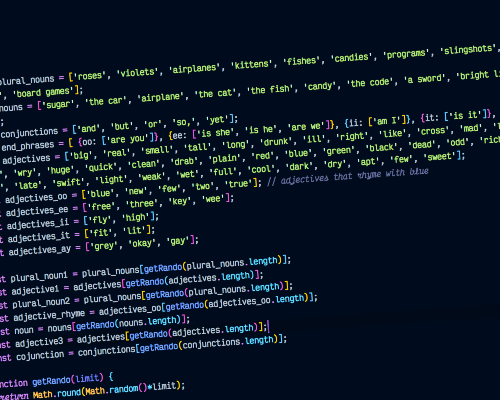 plural_nouns = ['roses', 'violets', 'airplanes', 'kittens', 'fishes', 'candies', 'programs', 'slingshots',
', 'board games'];
nouns = ['sugar', 'the car', 'airplane', 'the cat', 'the fish', 'candy', 'the code', 'a sword', 'bright
];
conjunctions = ['and', 'but', 'or', 'so,', 'yet'];
end_phrases = [ {oo: ['are you']}, {ee: ['is she', 'is he', 'are we']}, {ii: ['am I']}, {it: ['is it']},
adjectives = ['big', 'real', 'small', 'tall', 'long', 'drunk', 'ill', 'right', 'like', 'cross', 'mad',
', 'wry', 'huge', 'quick', 'clean', 'drab', 'plain', 'red', 'blue', 'green', 'black', 'dead', 'odd',
', 'late', 'swift', 'light', 'weak', 'wet', 'full', 'cool', 'dark', 'dry', 'apt', 'few', 'sweet'];
adjectives_oo = ['blue', 'new', 'few', 'two', 'true']; // adjectives that rhyme with blue
adjectives_ee = ['free', 'three', 'key', 'wee'];
adjectives_ii = ['fly', 'high'];
adjectives_it = ['fit', 'lit'];
adjectives_ay = ['grey', 'okay', 'gay'];
st plural_noun1 = plural_nouns[getRando(plural_nouns.length)];
st adjective1 = adjectives[getRando(adjectives.length)];
st plural_noun2 = plural_nouns[getRando(plural_nouns.length)];
st adjective_rhyme = adjectives_oo[getRando(adjectives_oo.length)];
st noun = nouns[getRando(nouns.length)];
nst adjective3 = adjectives[getRando(adjectives.length)];
nst cojunction = conjunctions[getRando(conjunctions.length)];
nction getRando(limit) {
return Math.round(Math.random()*limit);